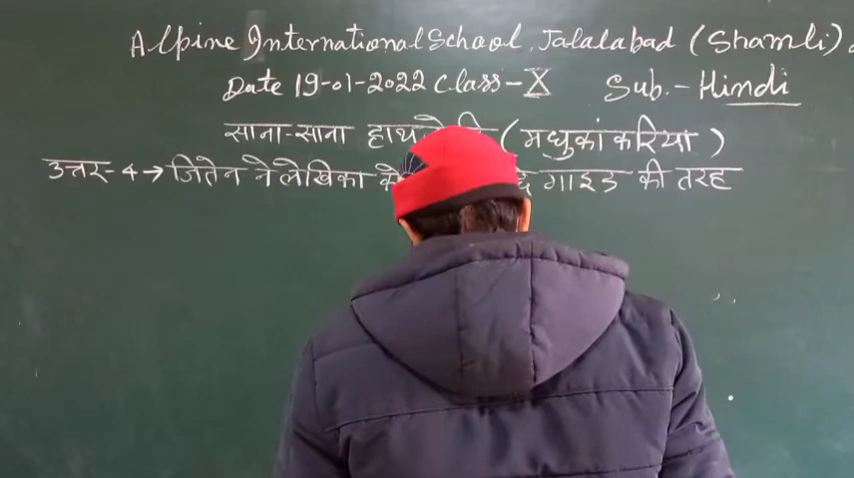 Alpine International School, Jalalabad (Shamli).
Date 19-01-2022 Class-X Sub.- Hindi
साना-साना हाथ (मधुकांकरिया)
उत्तर-4→ जितेन ने लेखिका को गाइड की तरह